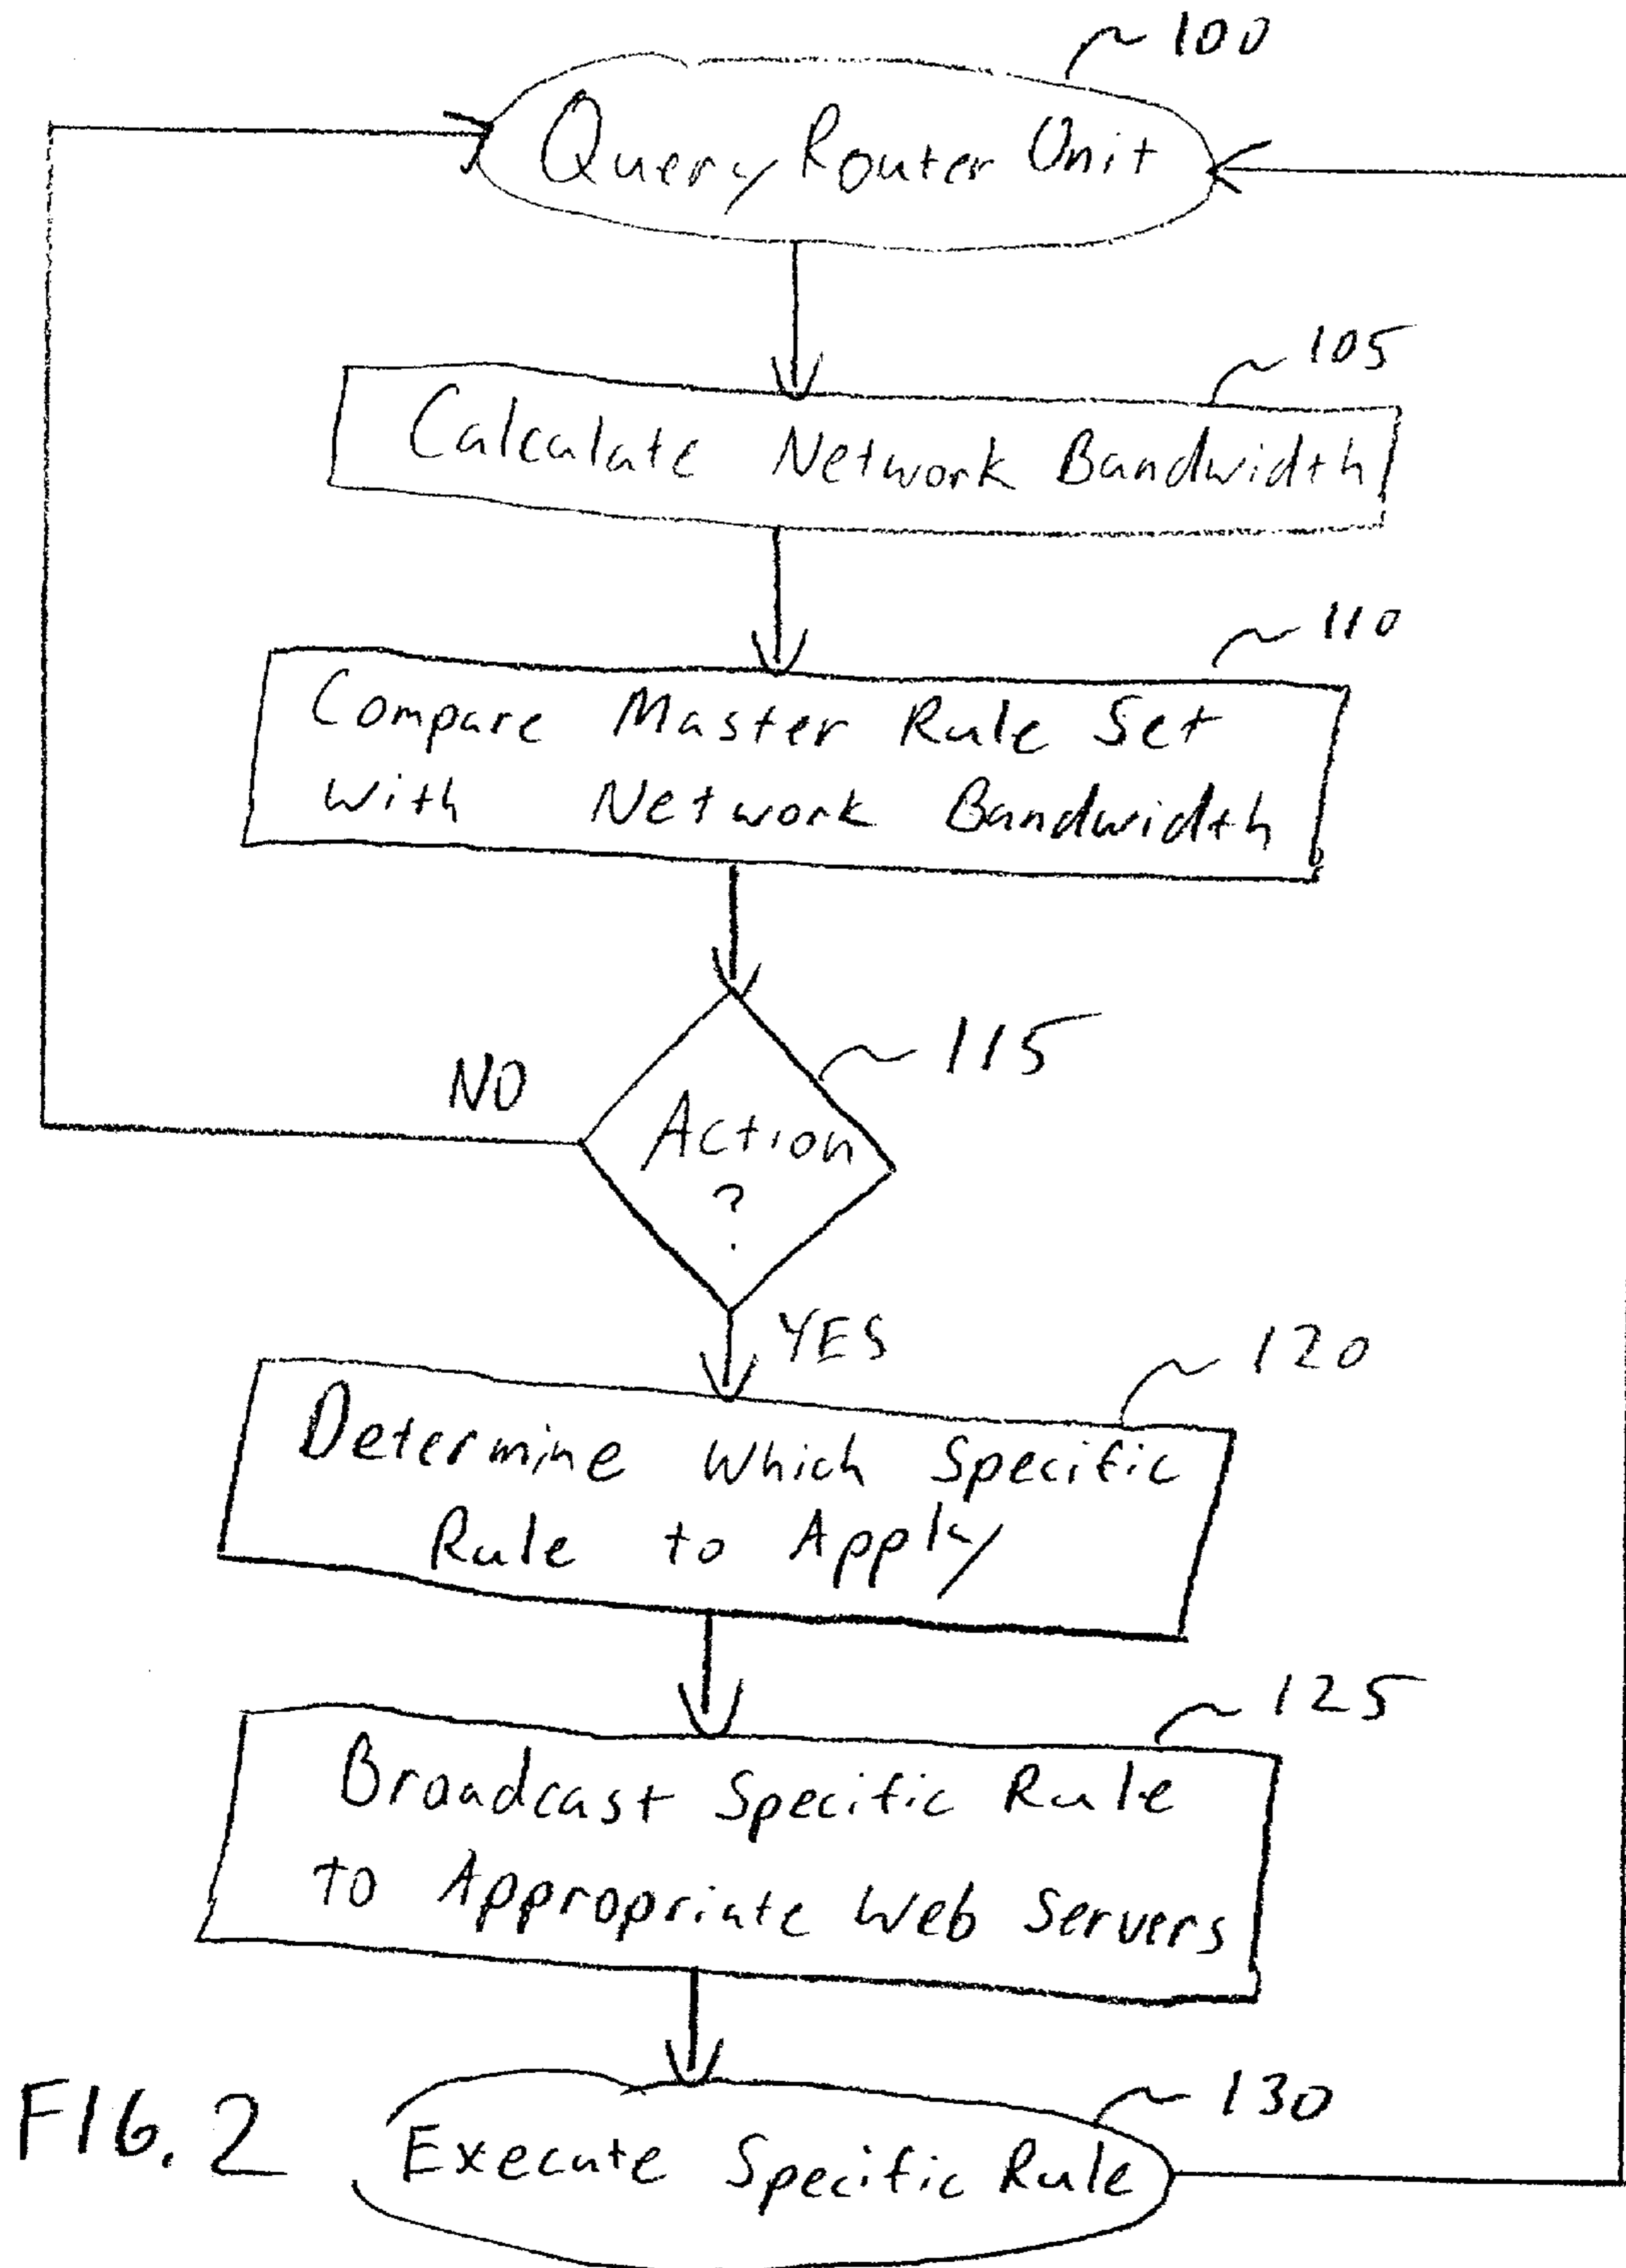 100
Query Router Unit
105
Calculate Network Bandwidth
110
Compare Master Rule Set
with Network Bandwidth
115
NO
Action
?
YES
120
Determine Which Specific
Rule to Apply
125
Broadcast Specific Rule
to Appropriate Web Servers
130
FIG. 2
Execute Specific Rule